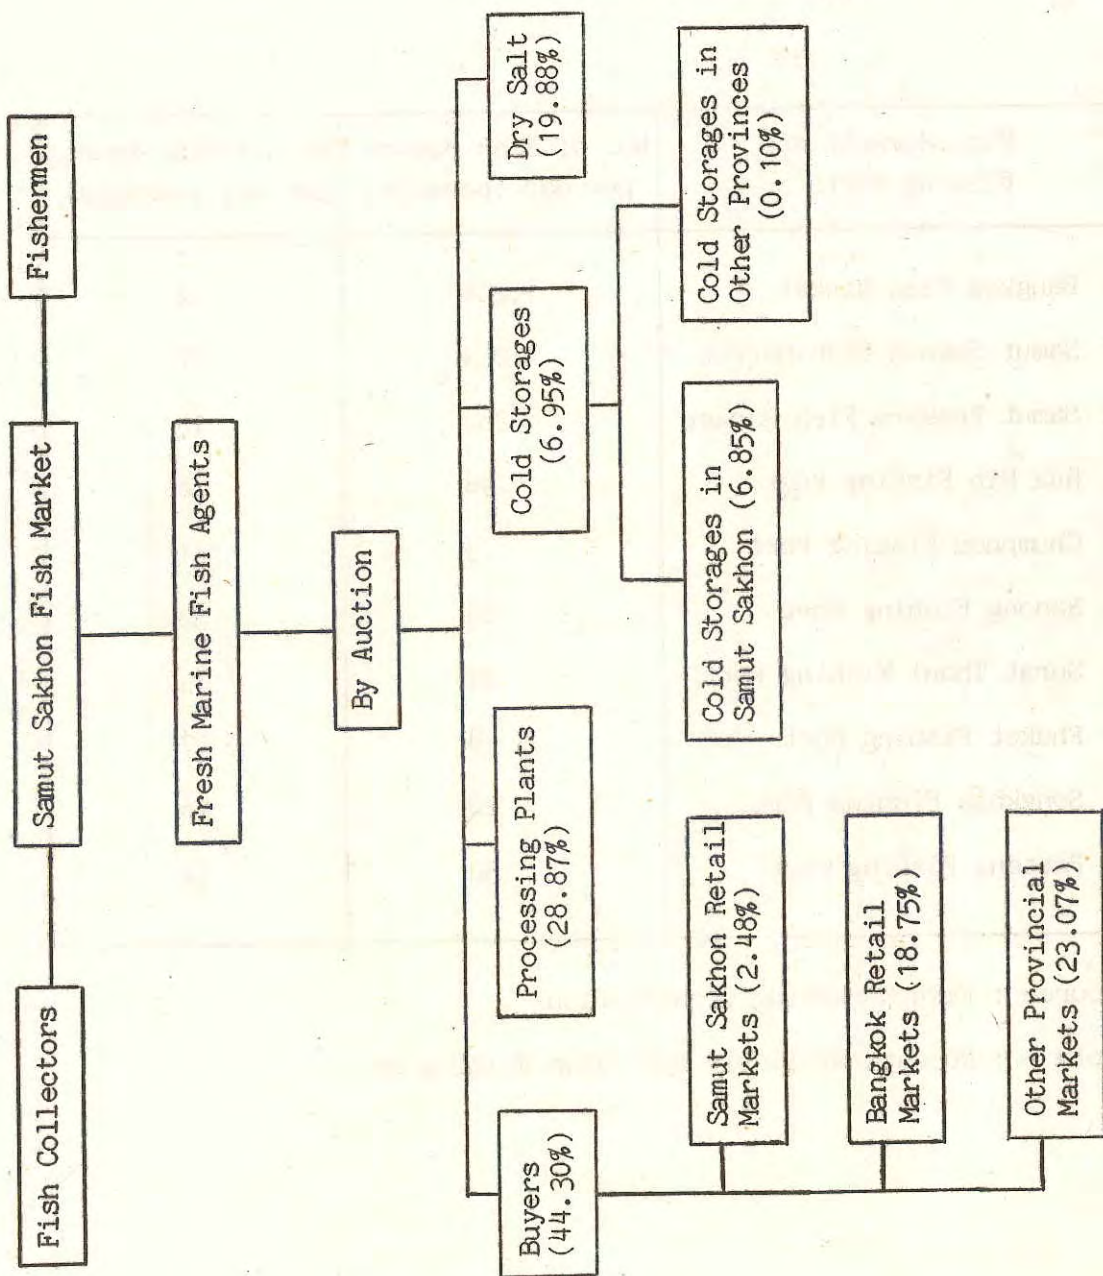 Fish Collectors
Samut Sakhon Fish Market
Fishermen
Fresh Marine Fish Agents
By Auction
Buyers
(44.30%)
Processing Plants
(28.87%)
Cold Storages
(6.95%)
Dry Salt
(19.88%)
Samut Sakhon Retail
Markets (2.48%)
Bangkok Retail
Markets (18.75%)
Other Provincial
Markets (23.07%)
Cold Storages in
Samut Sakhon (6.85%)
Cold Storages in
Other Provinces
(0.10%)